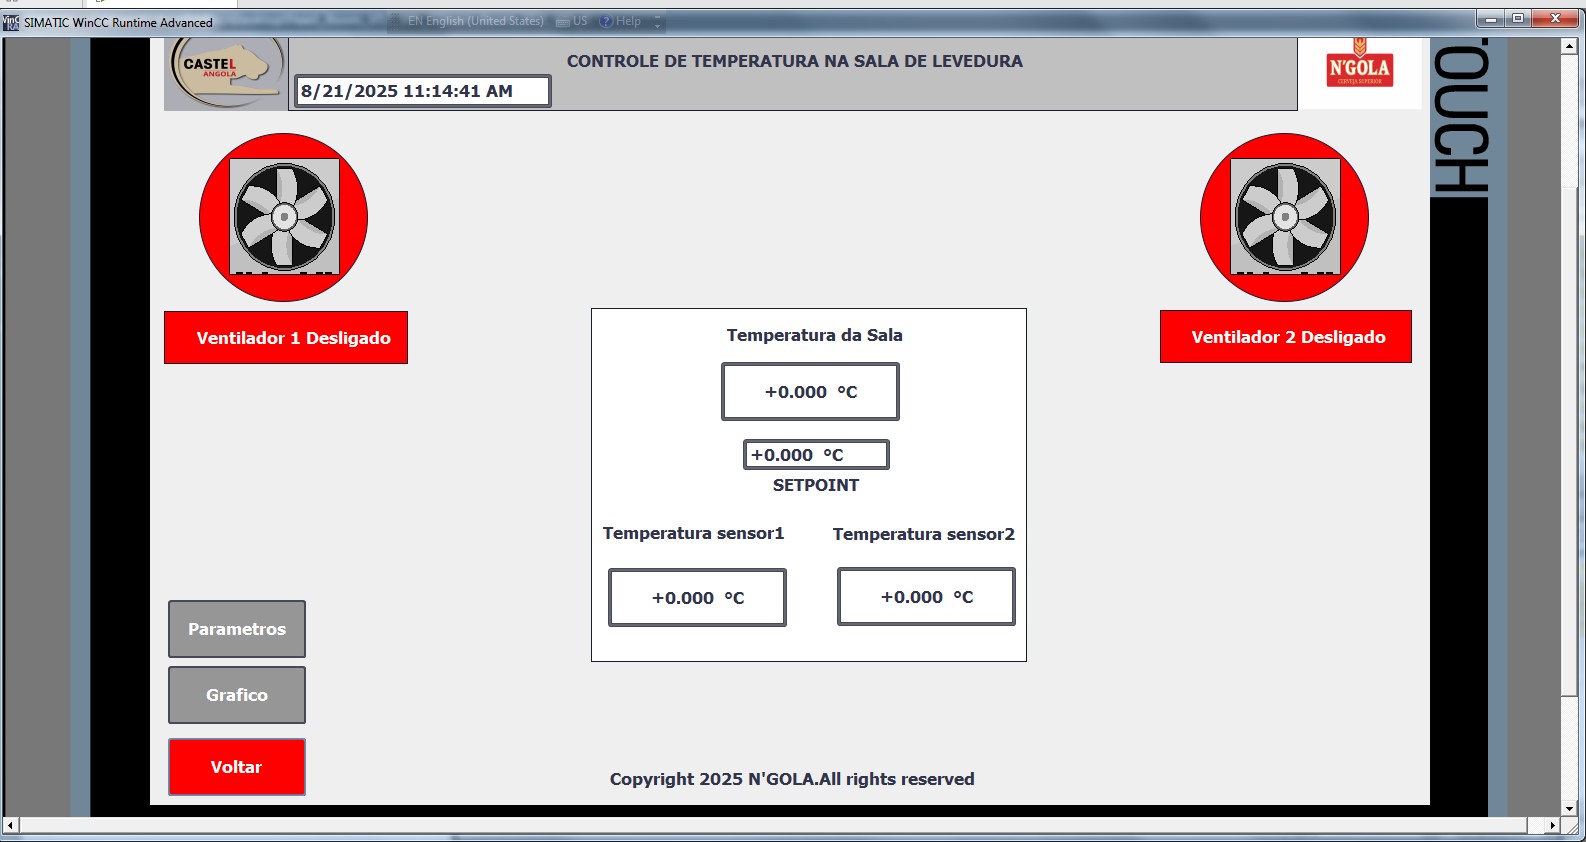 SIMATIC WinCC Runtime Advanced
EN English (United States) US Help
CASTEL
ANGOLA
CONTROLE DE TEMPERATURA NA SALA DE LEVEDURA
8/21/2025 11:14:41 AM
N'GOLA
CERVEJA SUPERIOR
OUCH
Ventilador 1 Desligado
Ventilador 2 Desligado
Temperatura da Sala
+0.000 °C
+0.000 °C
SETPOINT
Temperatura sensor1
Temperatura sensor2
+0.000 °C
+0.000 °C
Parametros
Grafico
Voltar
Copyright 2025 N'GOLA.All rights reserved